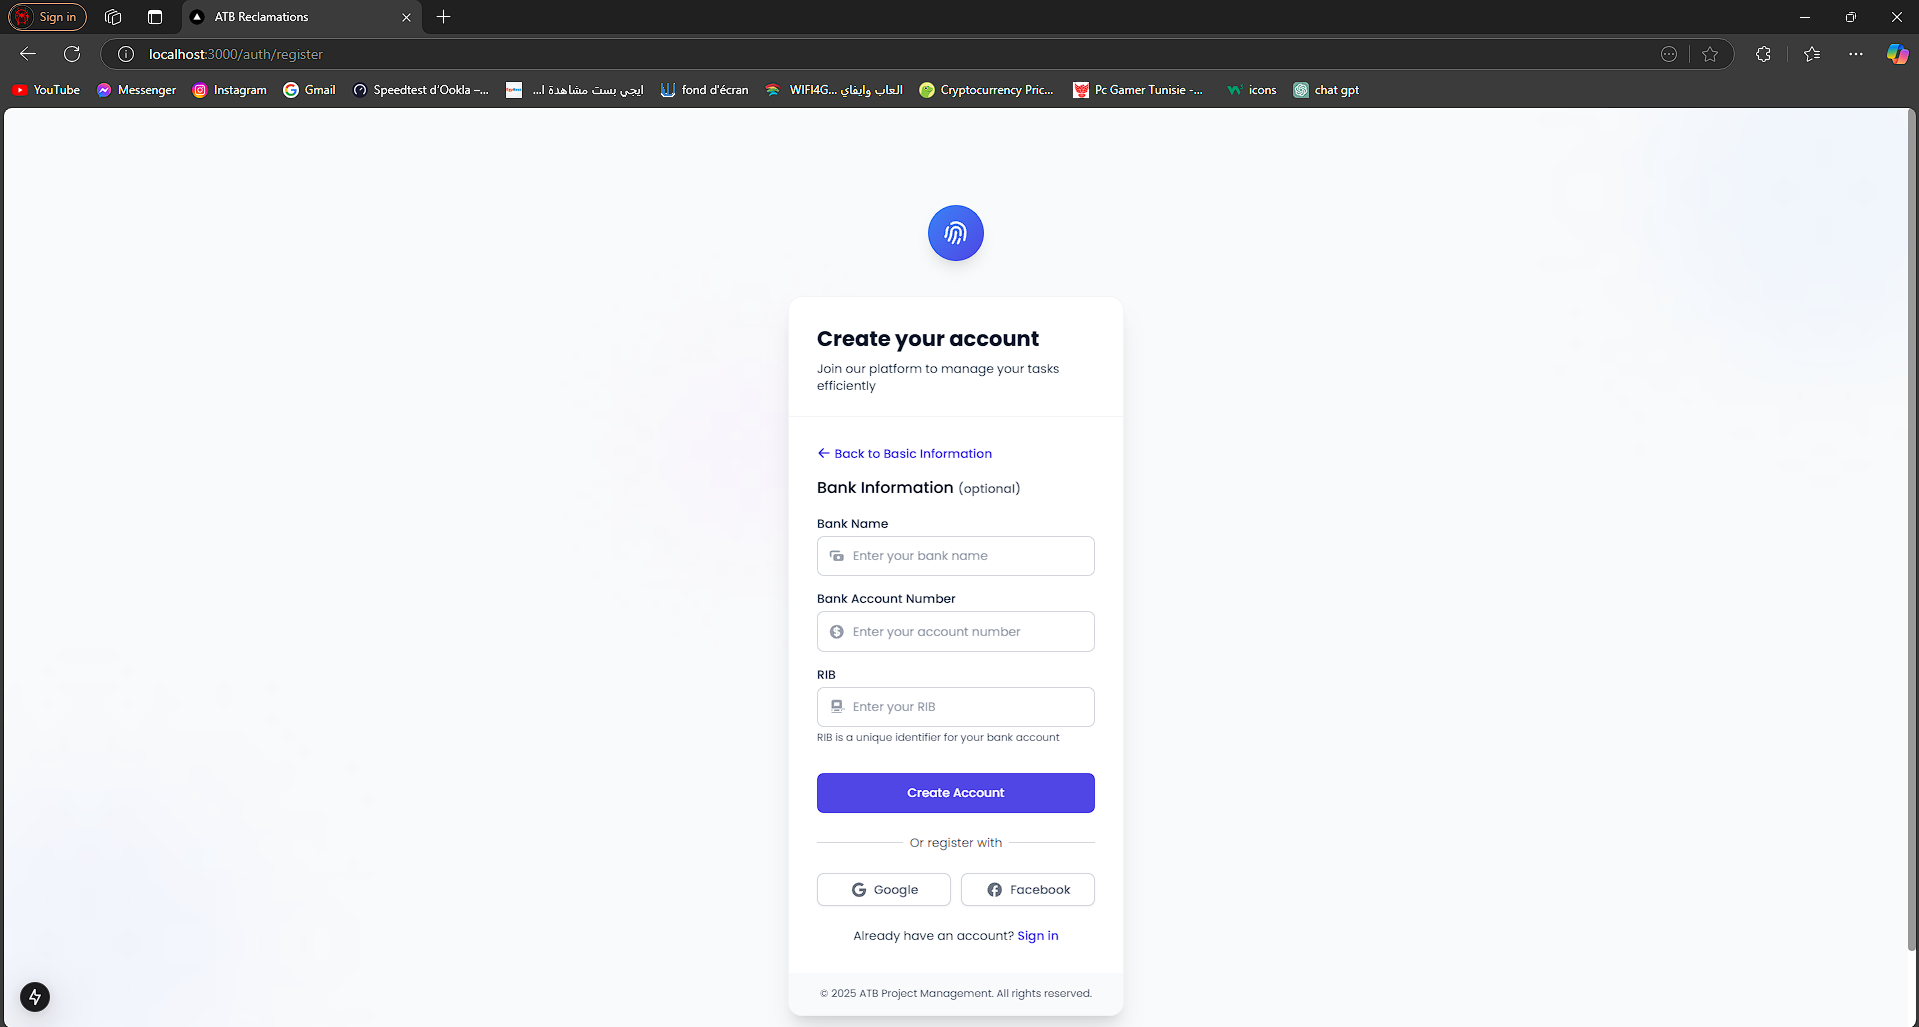 Sign in
ATB Reclamations
localhost:3000/auth/register
YouTube
Messenger
Instagram
Gmail
Speedtest d'Ookla –...
ايجي بست مشاهدة ا...
fond d'écran
العاب وايفاي ...WIFI4G
Cryptocurrency Pric...
Pc Gamer Tunisie -...
icons
chat gpt
Create your account
Join our platform to manage your tasks
efficiently
← Back to Basic Information
Bank Information (optional)
Bank Name
Enter your bank name
Bank Account Number
Enter your account number
RIB
Enter your RIB
RIB is a unique identifier for your bank account
Create Account
Or register with
Google
Facebook
Already have an account? Sign in
© 2025 ATB Project Management. All rights reserved.